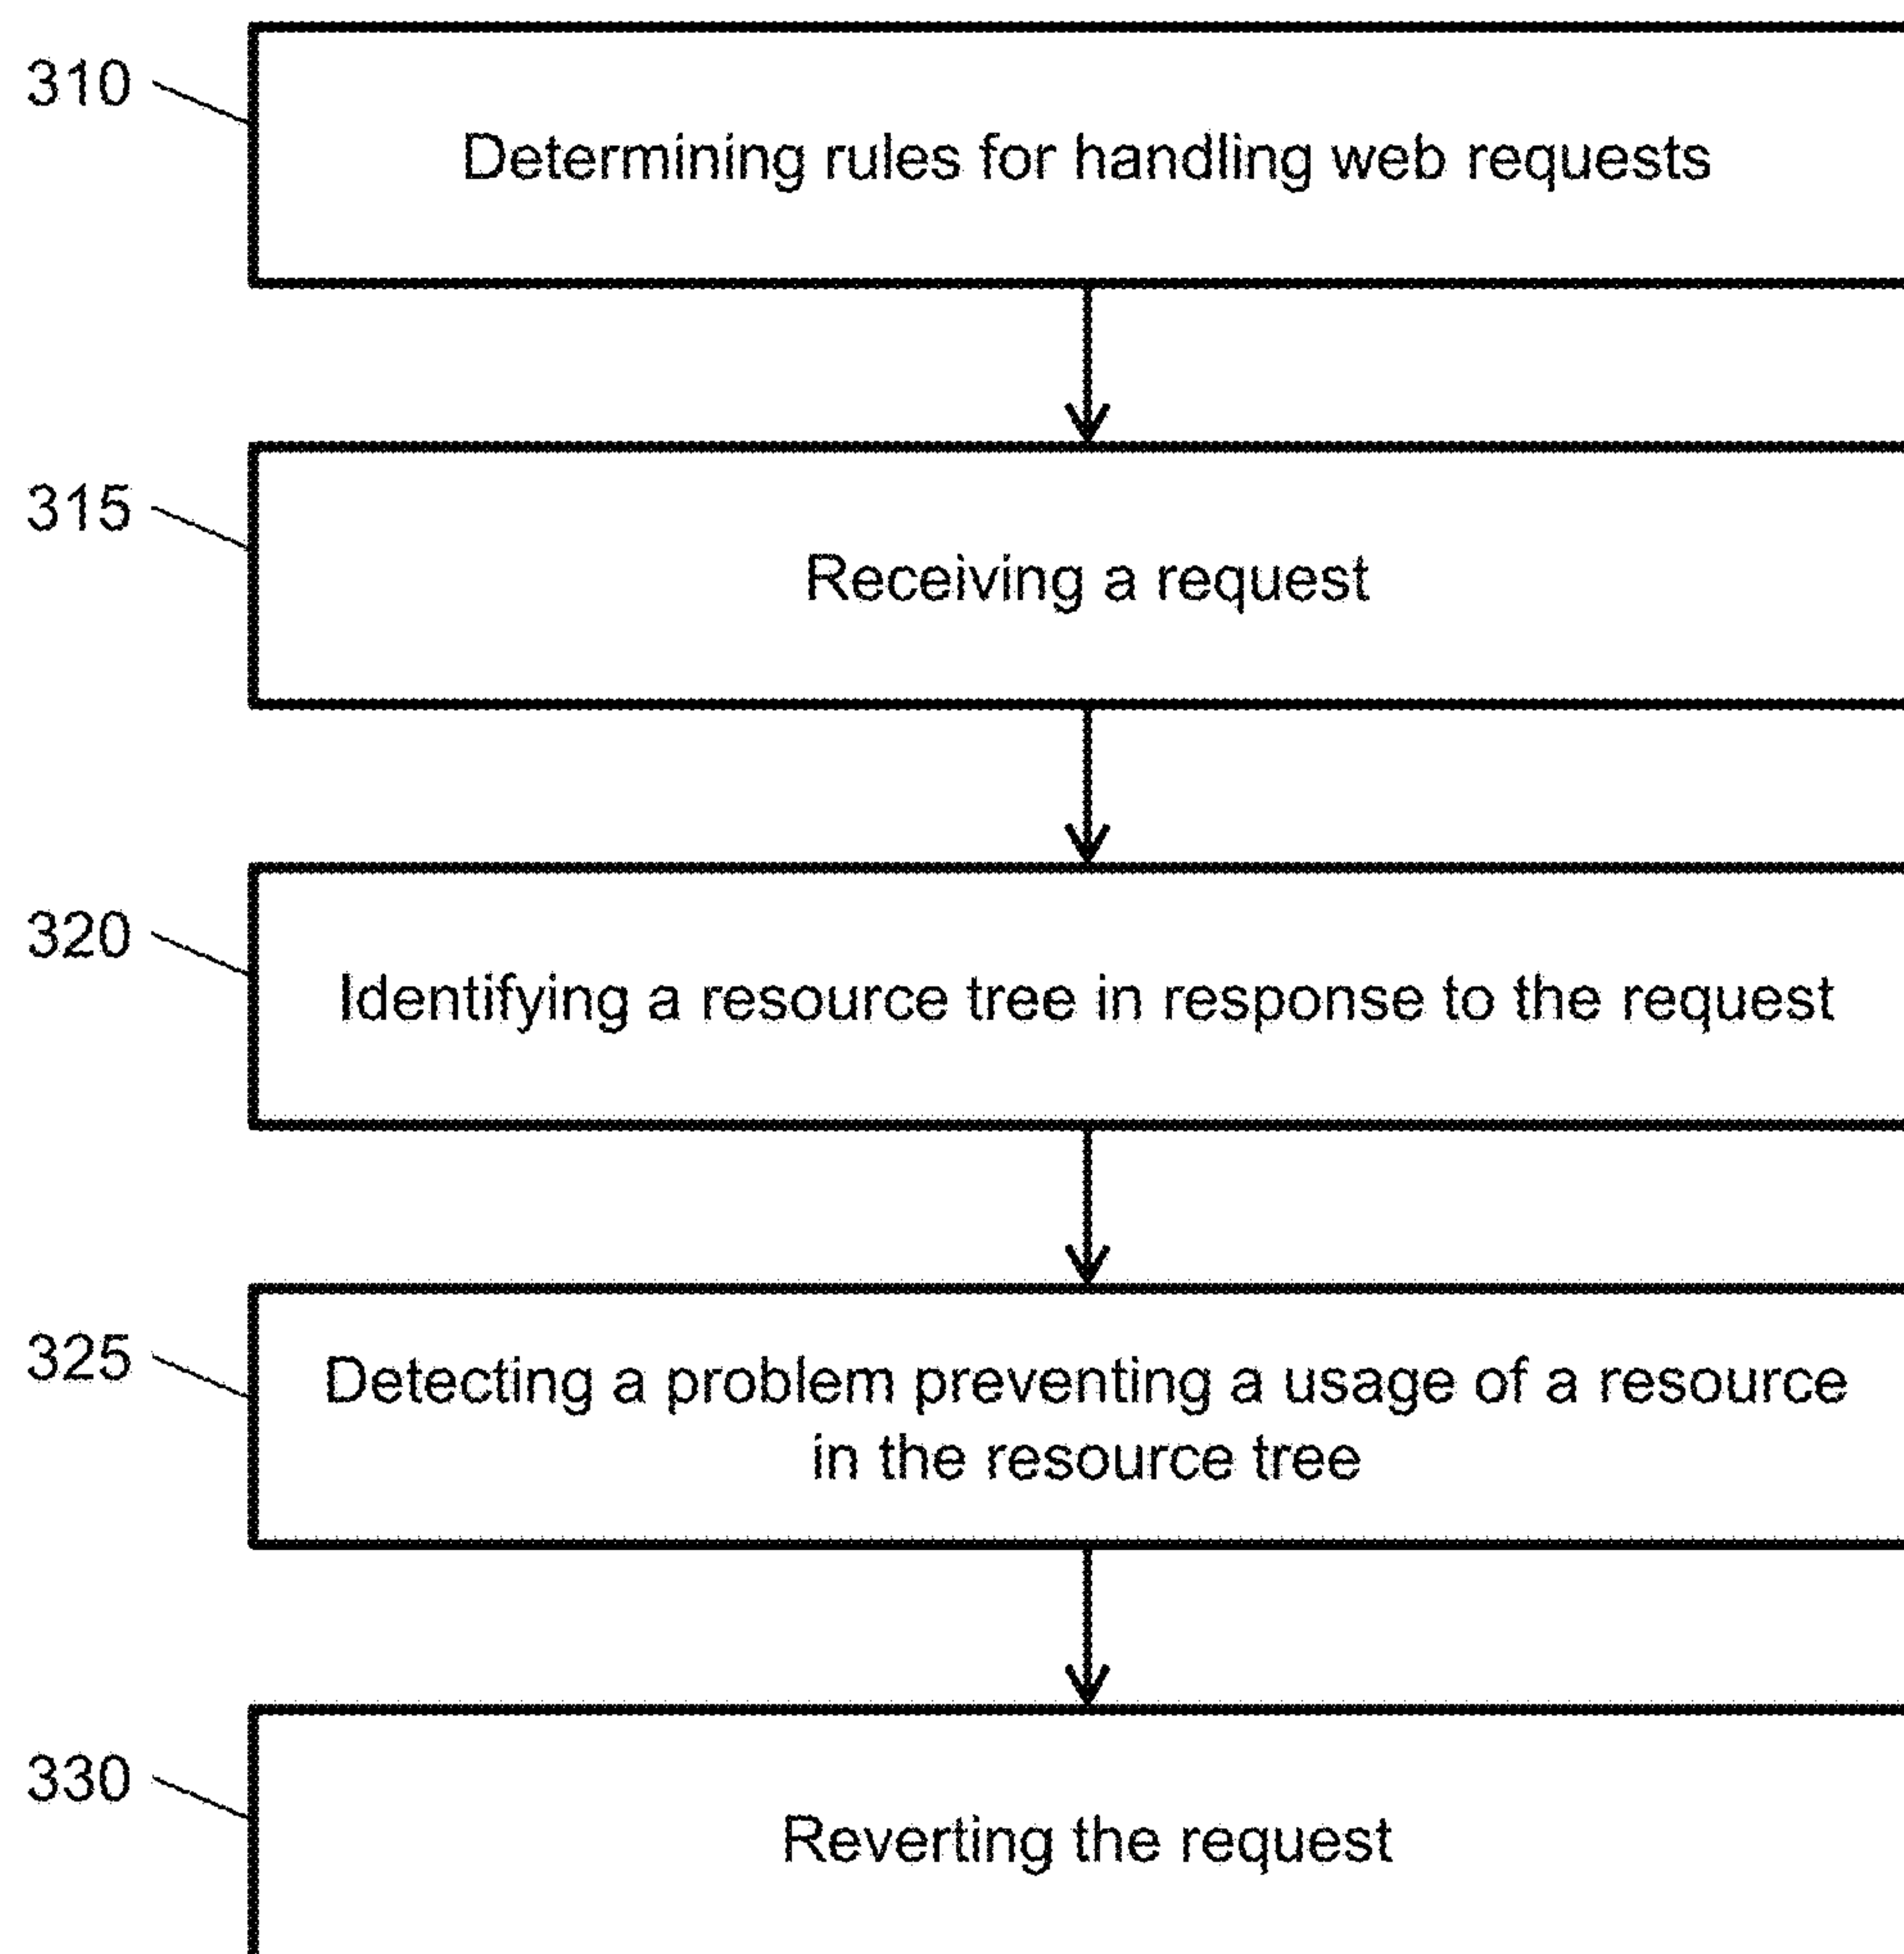 310
Determining rules for handling web requests
315
Receiving a request
320
Identifying a resource tree in response to the request
325
Detecting a problem preventing a usage of a resource
in the resource tree
330
Reverting the request